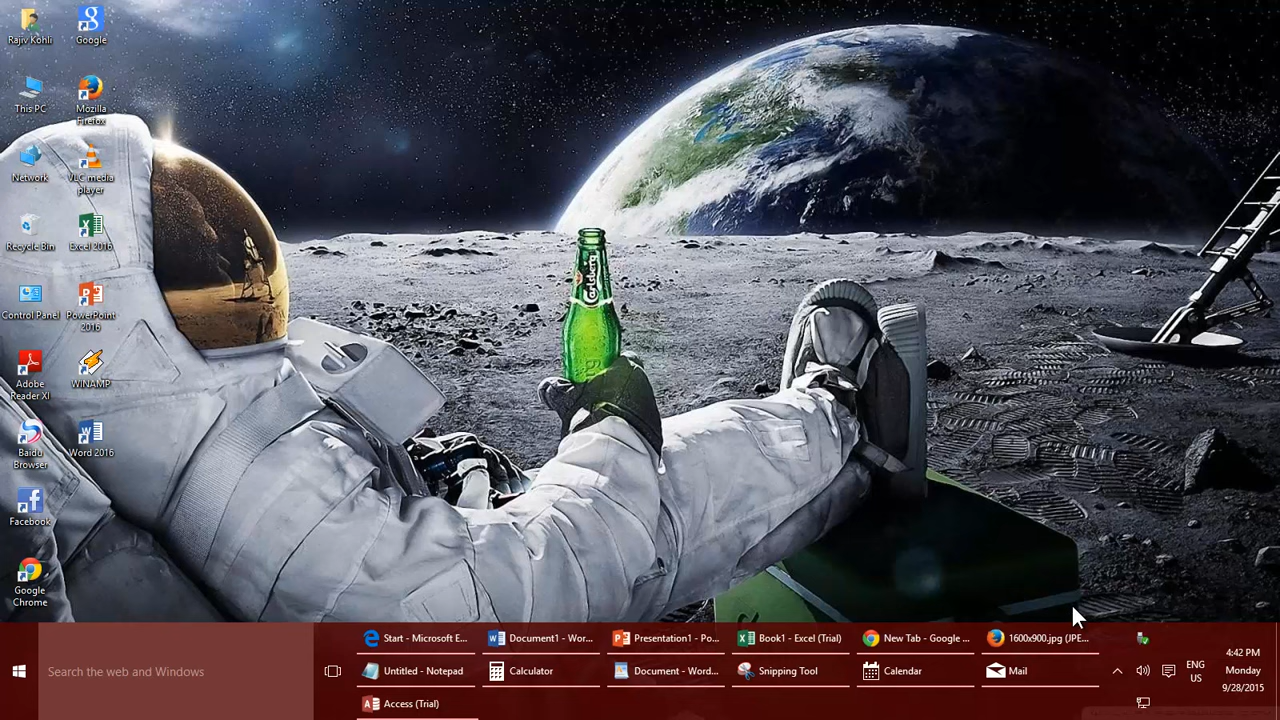 Rajiv Kohli
Google
This PC
Mozilla
Firefox
Network
VLC media
player
Recycle Bin
Excel 2016
Control Panel
PowerPoint
2016
Adobe
Reader XI
WINAMP
Baidu
Browser
Word 2016
Facebook
Google
Chrome
Carlsberg
Search the web and Windows
Start - Microsoft E...
Document1 - Wor...
Presentation1 - Po...
Book1 - Excel (Trial)
New Tab - Google ...
1600x900.jpg (JPE...
Untitled - Notepad
Calculator
Document - Word...
Snipping Tool
Calendar
Mail
Access (Trial)
ENG
US
4:42 PM
Monday
9/28/2015